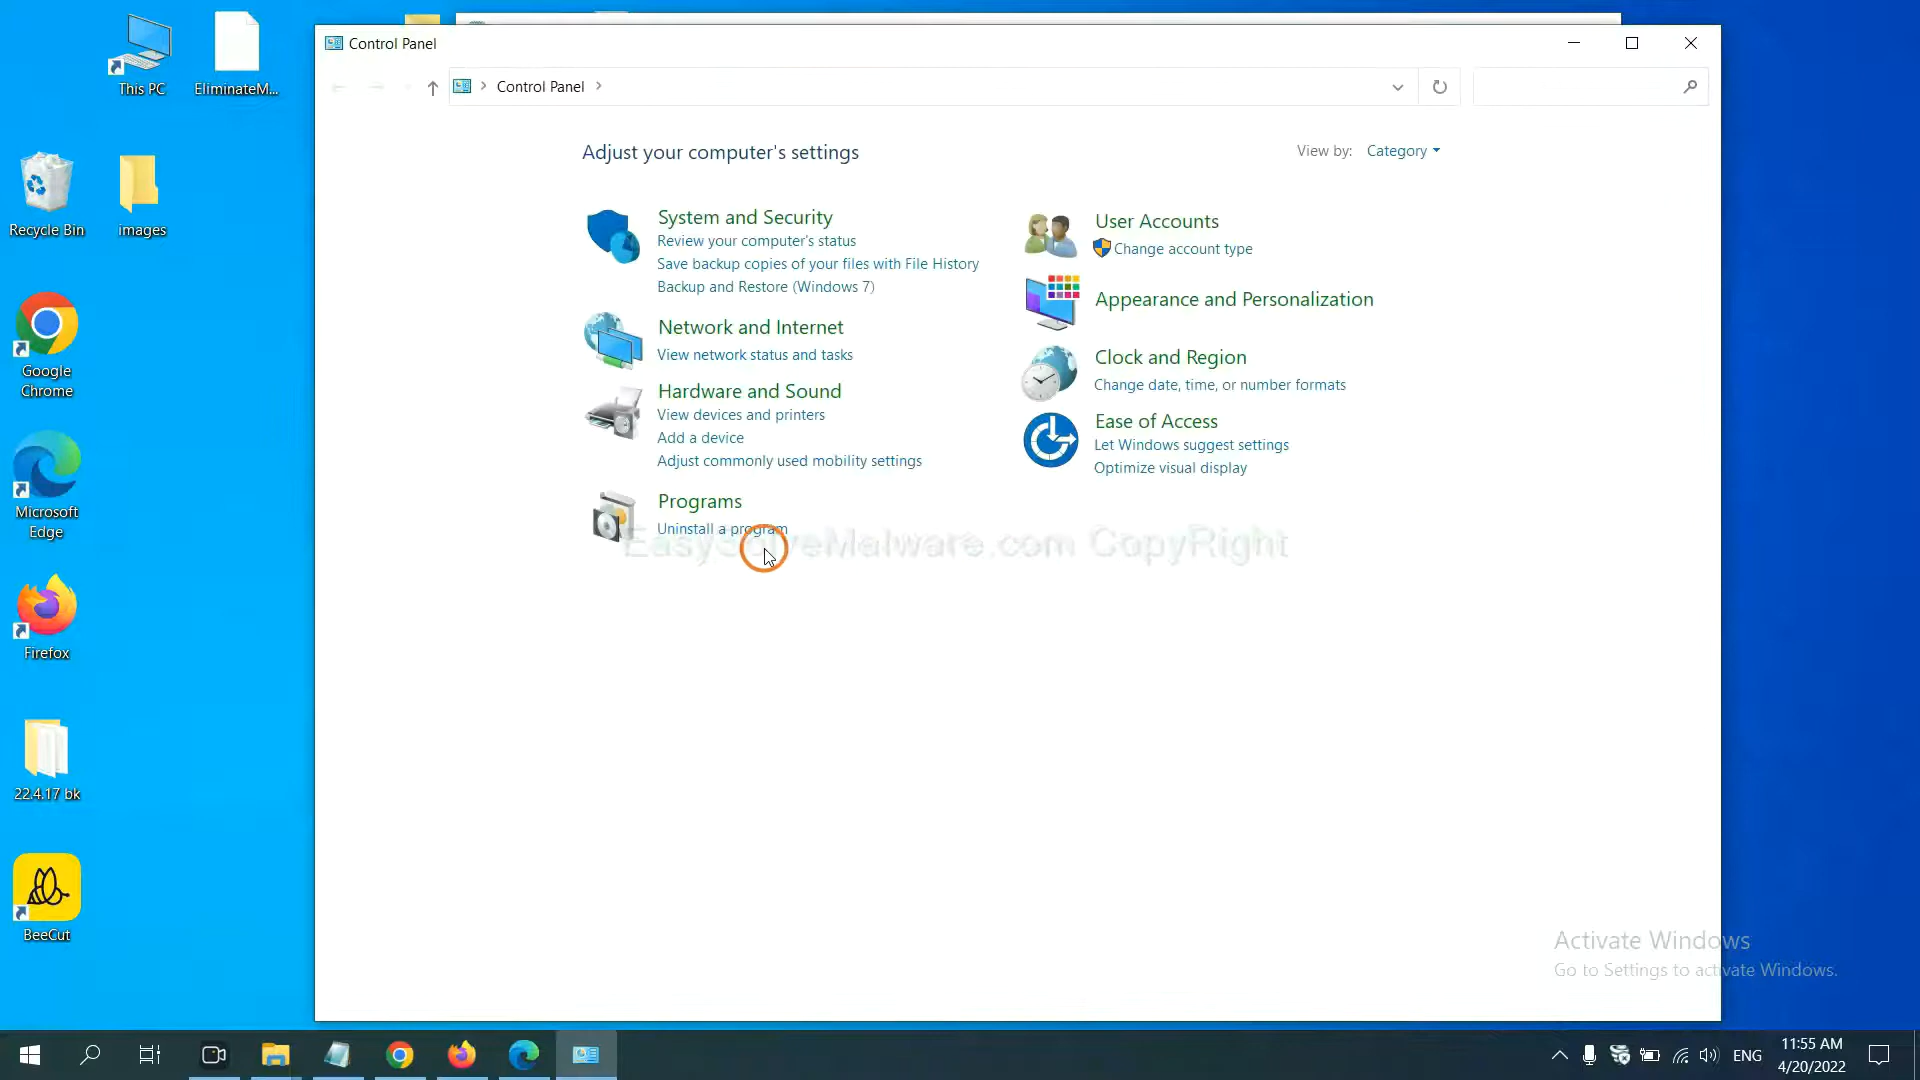 This PC
EliminateM...
Recycle Bin
images
Google
Chrome
Microsoft
Edge
Firefox
22.4.17 bk
BeeCut
Control Panel
Control Panel
Adjust your computer's settings
View by: Category
System and Security
Review your computer's status
Save backup copies of your files with File History
Backup and Restore (Windows 7)
Network and Internet
View network status and tasks
Hardware and Sound
View devices and printers
Add a device
Adjust commonly used mobility settings
Programs
Uninstall a program
User Accounts
Change account type
Appearance and Personalization
Clock and Region
Change date, time, or number formats
Ease of Access
Let Windows suggest settings
Optimize visual display
EasySolveMalware.com CopyRight
Activate Windows
Go to Settings to activate Windows.
ENG
11:55 AM
4/20/2022